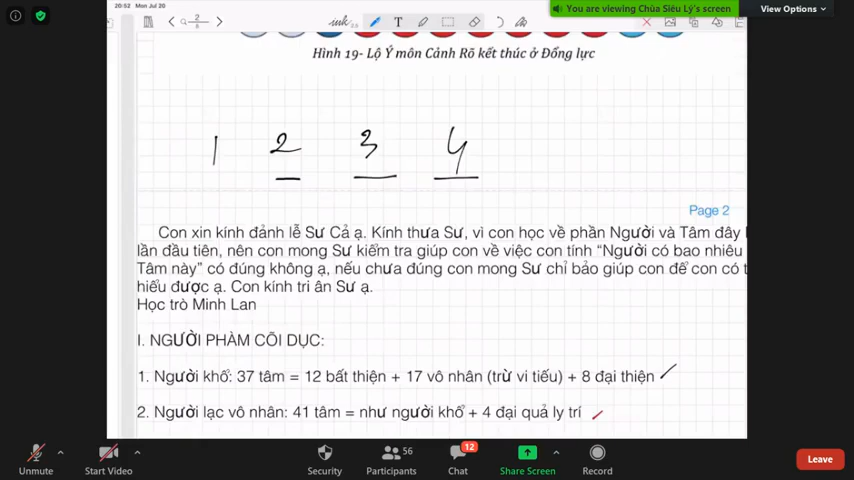 20:52 Mon Jul 20
You are viewing Chùa Siêu Lý's screen
View Options
2
6
ink
T
Hình 19- Lộ Ý môn Cảnh Rõ kết thúc ở Đổng lực
1 2 3 4
Page 2
Con xin kính đảnh lễ Sư Cả ạ. Kính thưa Sư, vì con học về phần Người và Tâm đây l
lần đầu tiên, nên con mong Sư kiểm tra giúp con về việc con tính “Người có bao nhiêu
Tâm này” có đúng không ạ, nếu chưa đúng con mong Sư chỉ bảo giúp con để con có t
hiểu được ạ. Con kính tri ân Sư ạ.
Học trò Minh Lan
I. NGƯỜI PHÀM CÕI DỤC:
1. Người khổ: 37 tâm = 12 bất thiện + 17 vô nhân (trừ vi tiếu) + 8 đại thiện
2. Người lạc vô nhân: 41 tâm = như người khổ + 4 đại quả ly trí
56
12
Unmute
Start Video
Security
Participants
Chat
Share Screen
Record
Leave